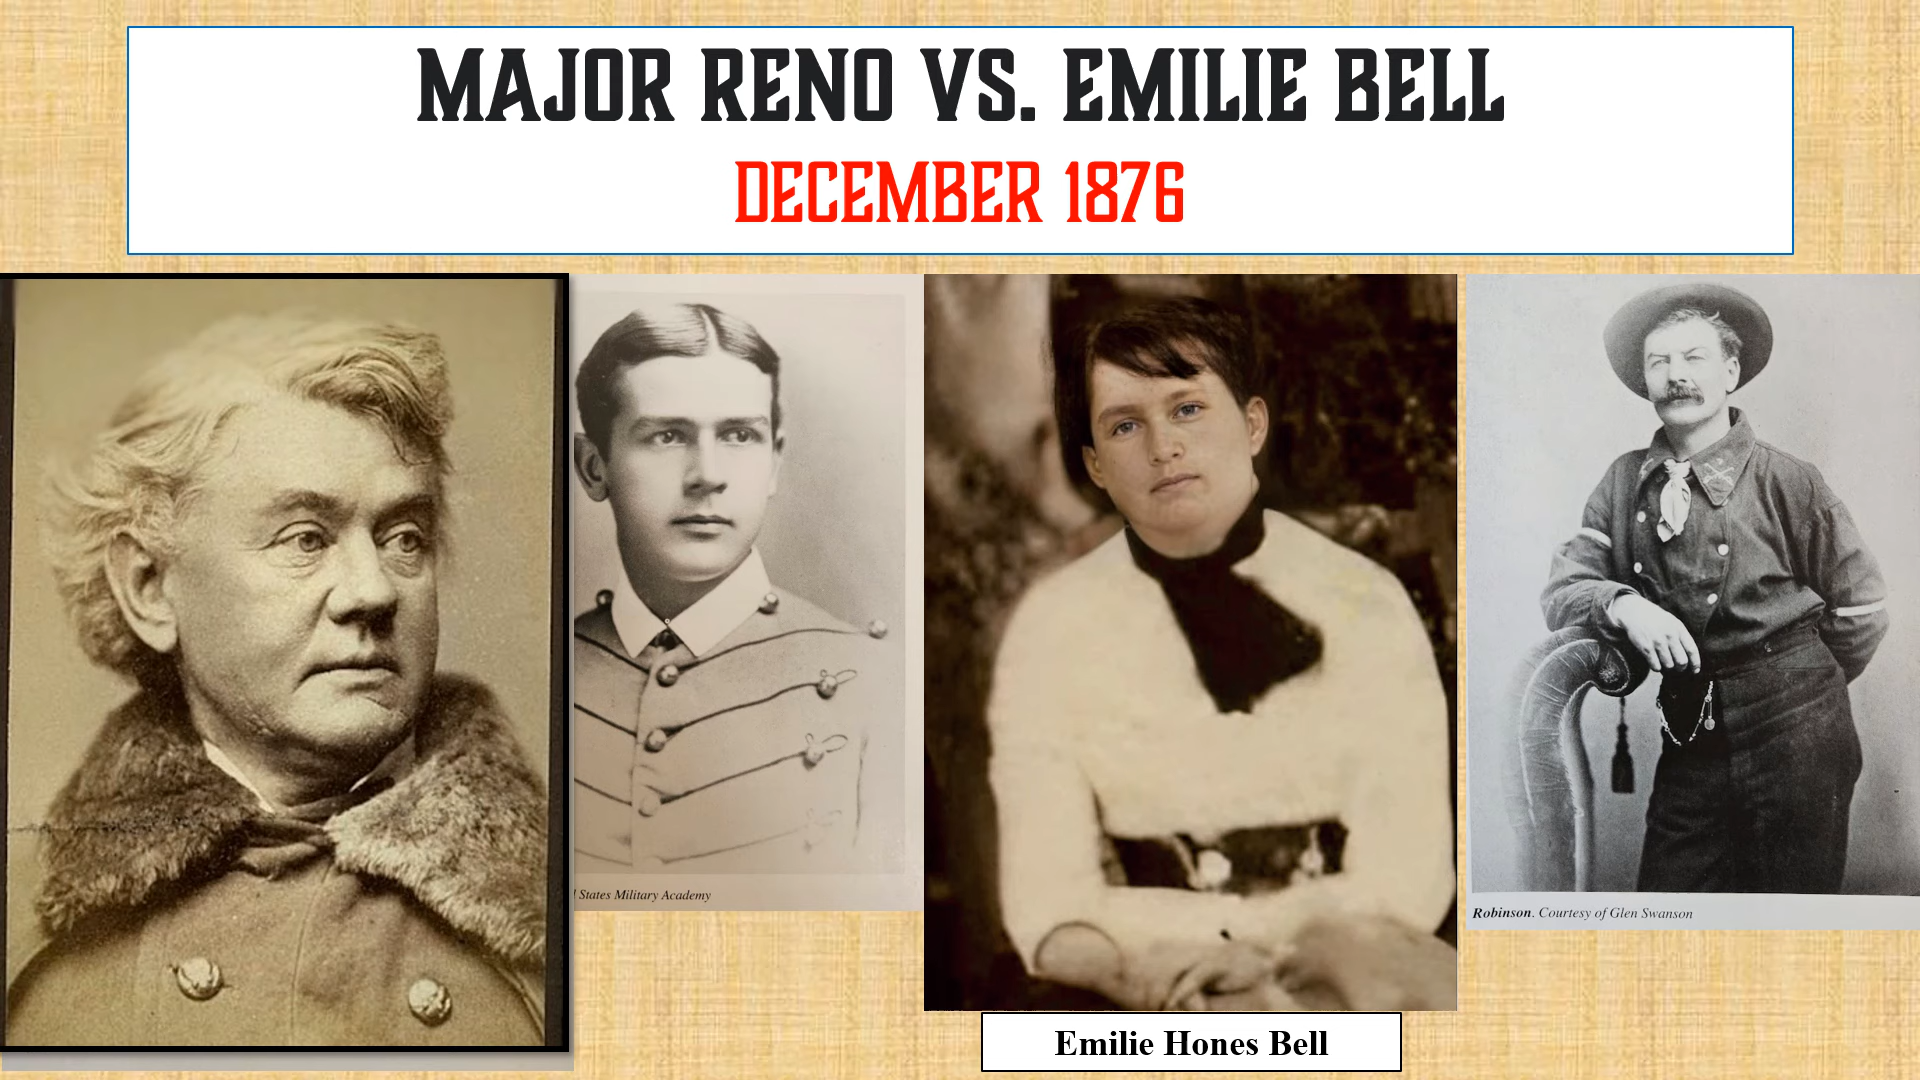 MAJOR RENO VS. EMILIE BELL
DECEMBER 1876
States Military Academy
Robinson. Courtesy of Glen Swanson
Emilie Hones Bell